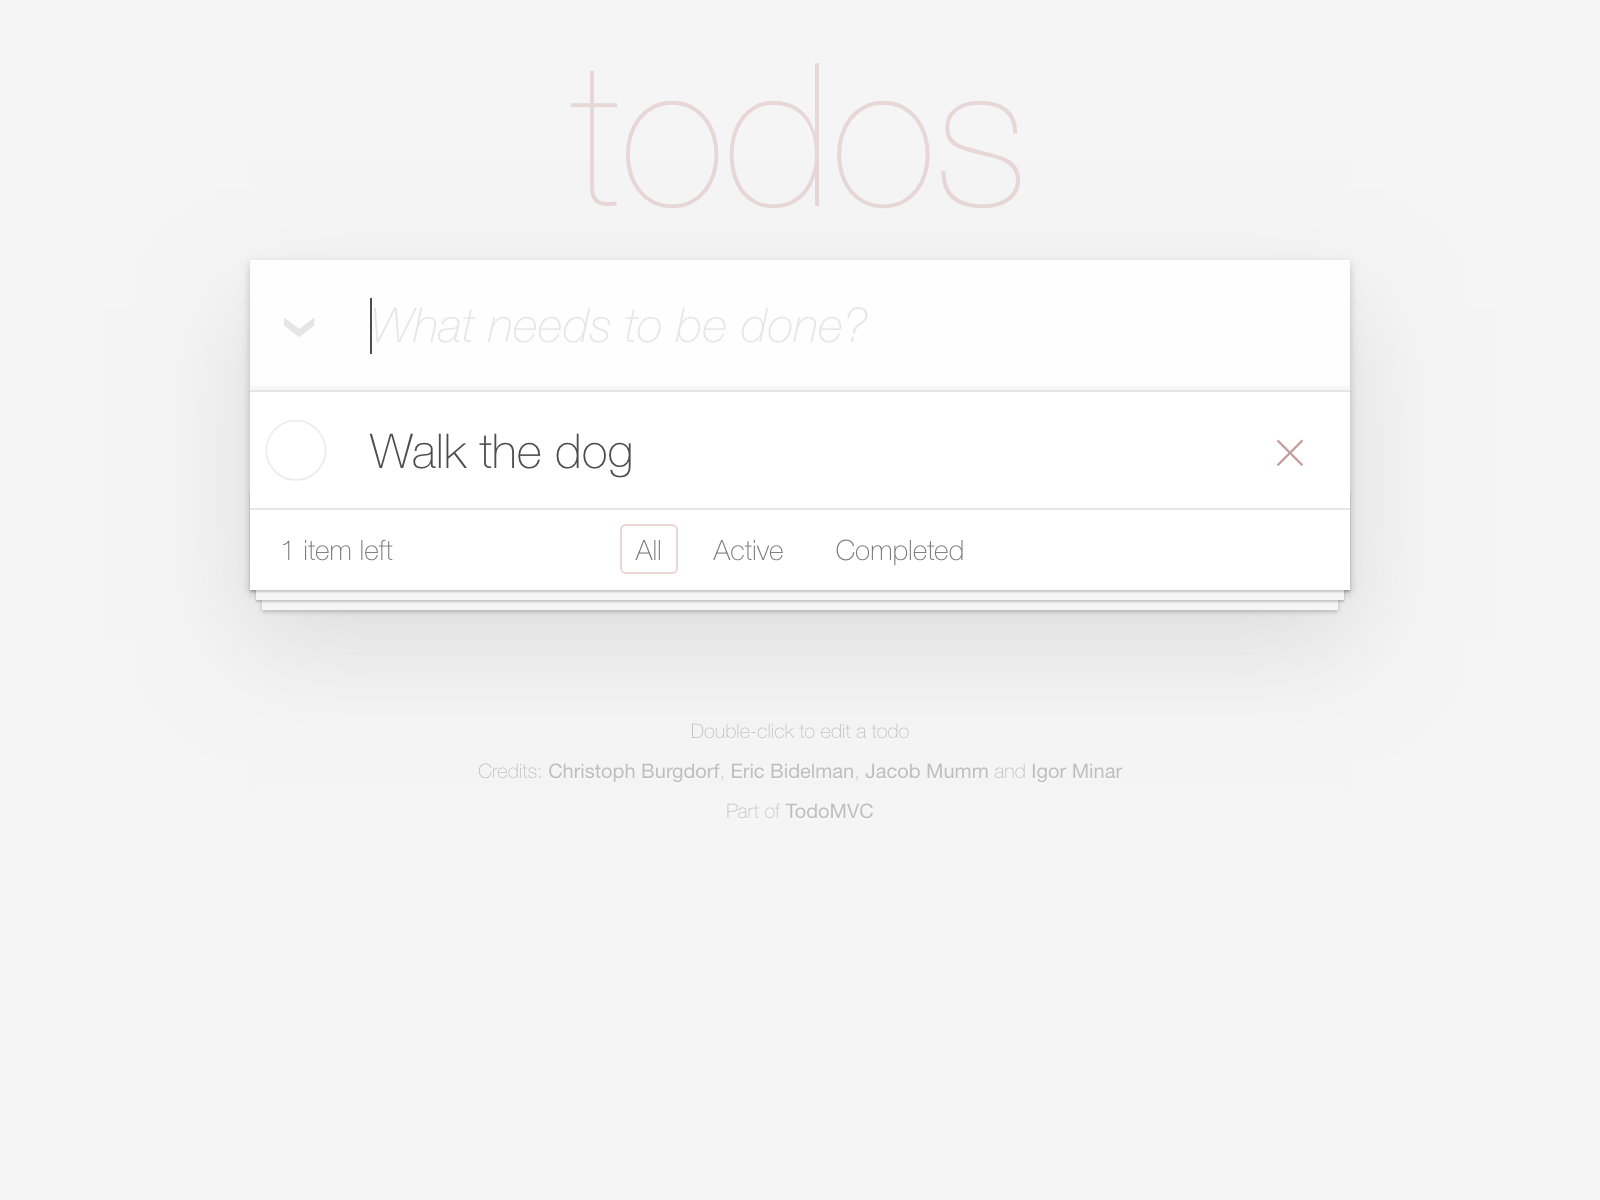 todos
What needs to be done?
Walk the dog
1 item left All Active Completed
Double-click to edit a todo
Credits: Christoph Burgdorf, Eric Bidelman, Jacob Mumm and Igor Minar
Part of TodoMVC